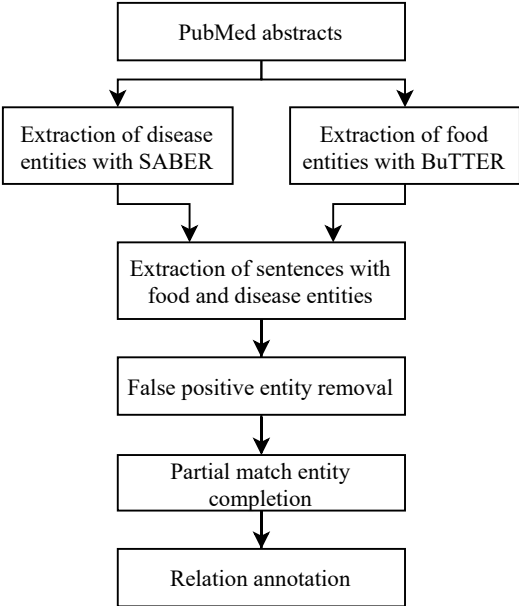 PubMed abstracts
Extraction of disease
entities with SABER
Extraction of food
entities with BuTTER
Extraction of sentences with
food and disease entities
False positive entity removal
Partial match entity
completion
Relation annotation